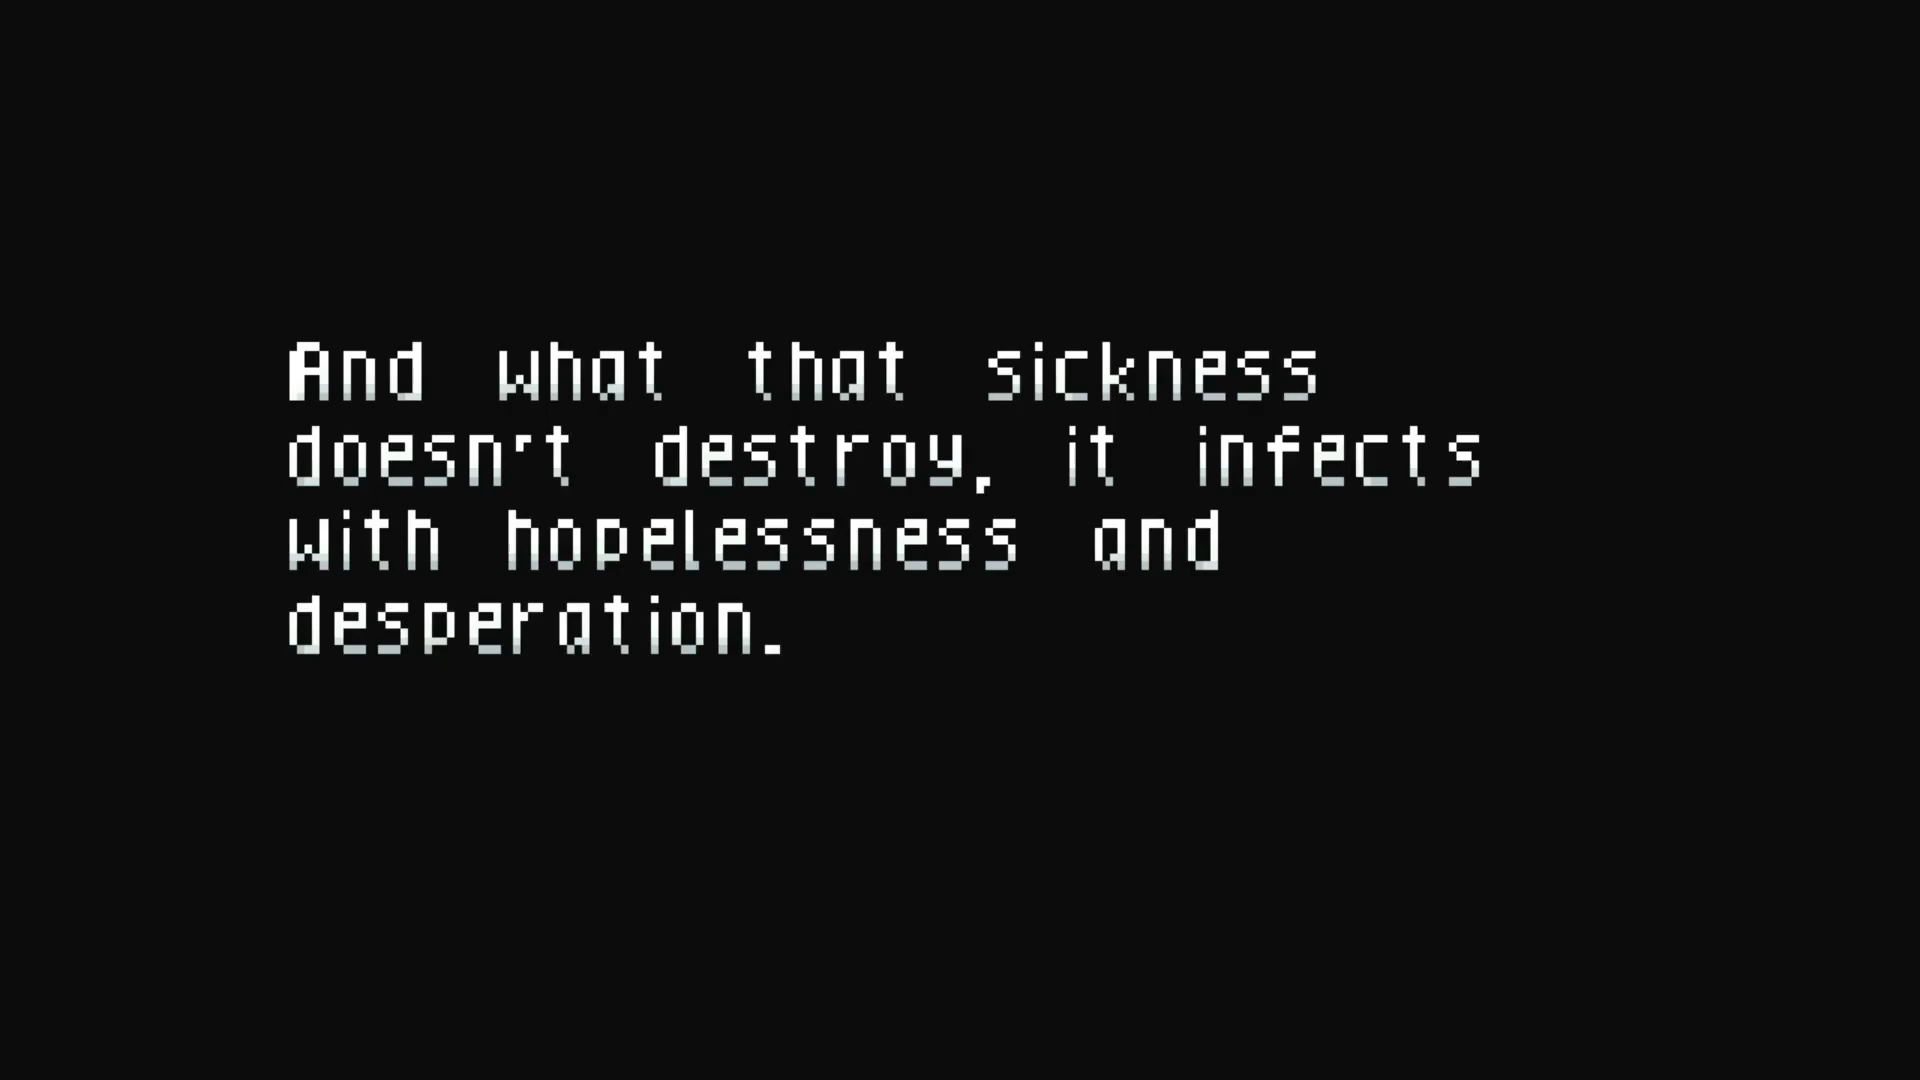 And what that sickness
doesn't destroy, it infects
with hopelessness and
desperation.